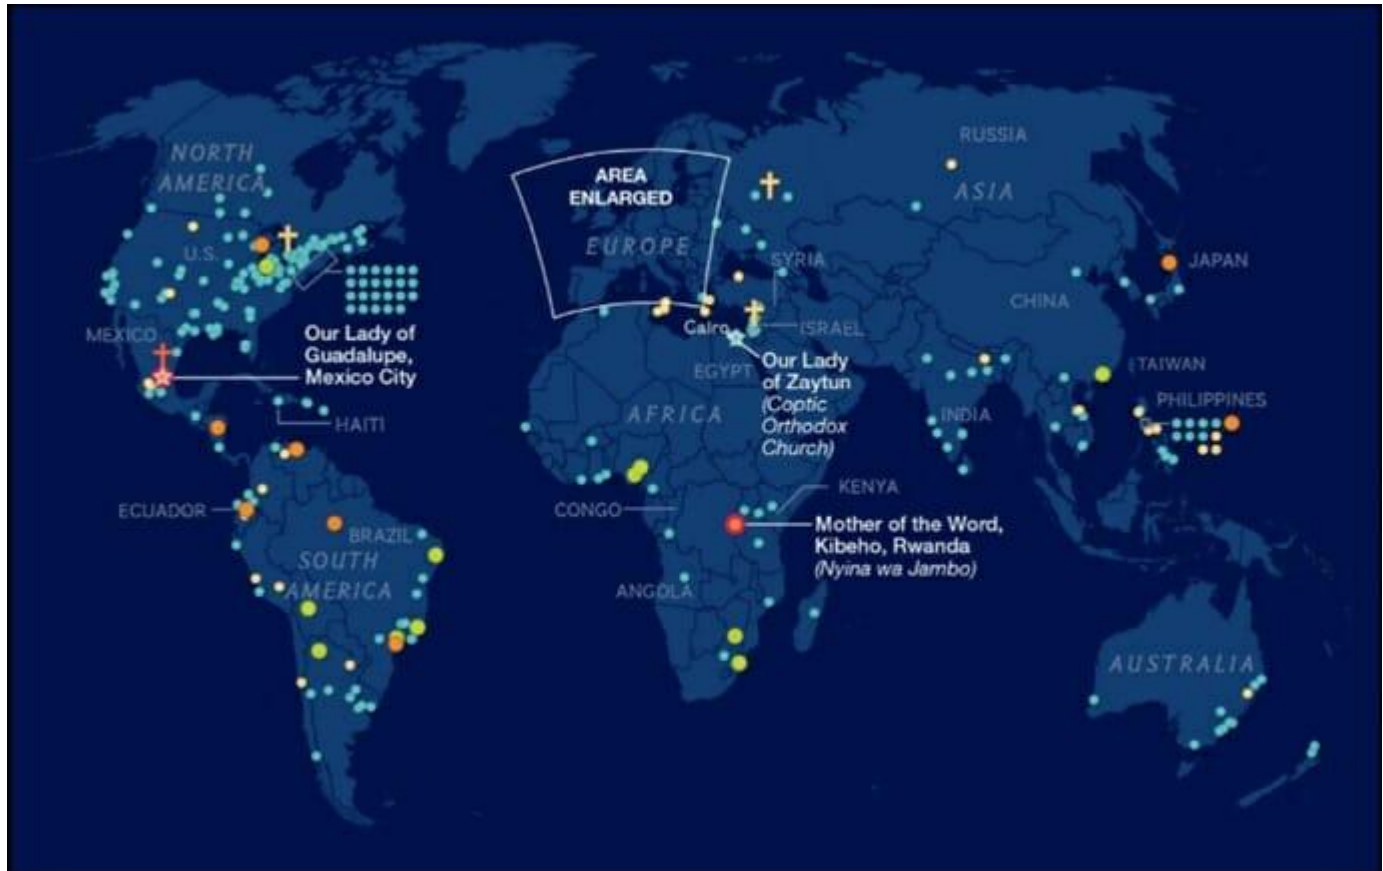 RUSSIA
NORTH
AMERICA
AREA
ENLARGED
ASIA
U.S.
EUROPE
SYRIA
JAPAN
CHINA
MEXICO
Our Lady of
Guadalupe,
Mexico City
Cairo
ISRAEL
EGYPT
Our Lady
of Zaytun
(Coptic
Orthodox
Church)
TAIWAN
PHILIPPINES
HAITI
AFRICA
INDIA
ECUADOR
CONGO
KENYA
BRAZIL
Mother of the Word,
Kibeho, Rwanda
(Nyina wa Jambo)
SOUTH
AMERICA
ANGOLA
AUSTRALIA